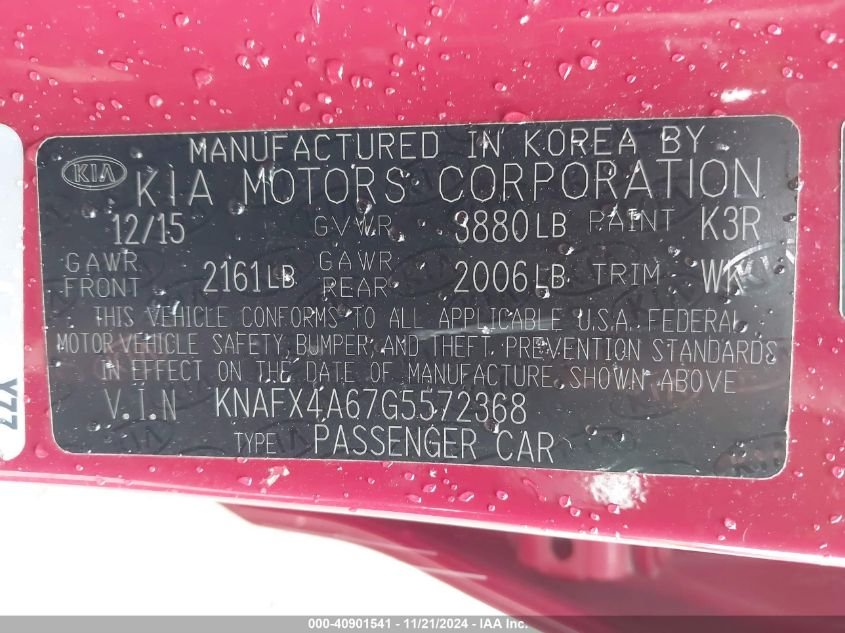 MANUFACTURED IN KOREA BY
KIA KIA MOTORS CORPORATION
12/15 GVWR 3880LB PAINT K3R
GAWR FRONT 2161LB GAWR REAR 2006LB TRIM WK
THIS VEHICLE CONFORMS TO ALL APPLICABLE U.S.A. FEDERAL
MOTOR VEHICLE SAFETY, BUMPER, AND THEFT PREVENTION STANDARDS
IN EFFECT ON THE DATE OF MANUFACTURE SHOWN ABOVE
V.I.N KNAFX4A67G5572368
TYPE PASSENGER CAR
000-40901541 - 11/21/2024 - IAA Inc.